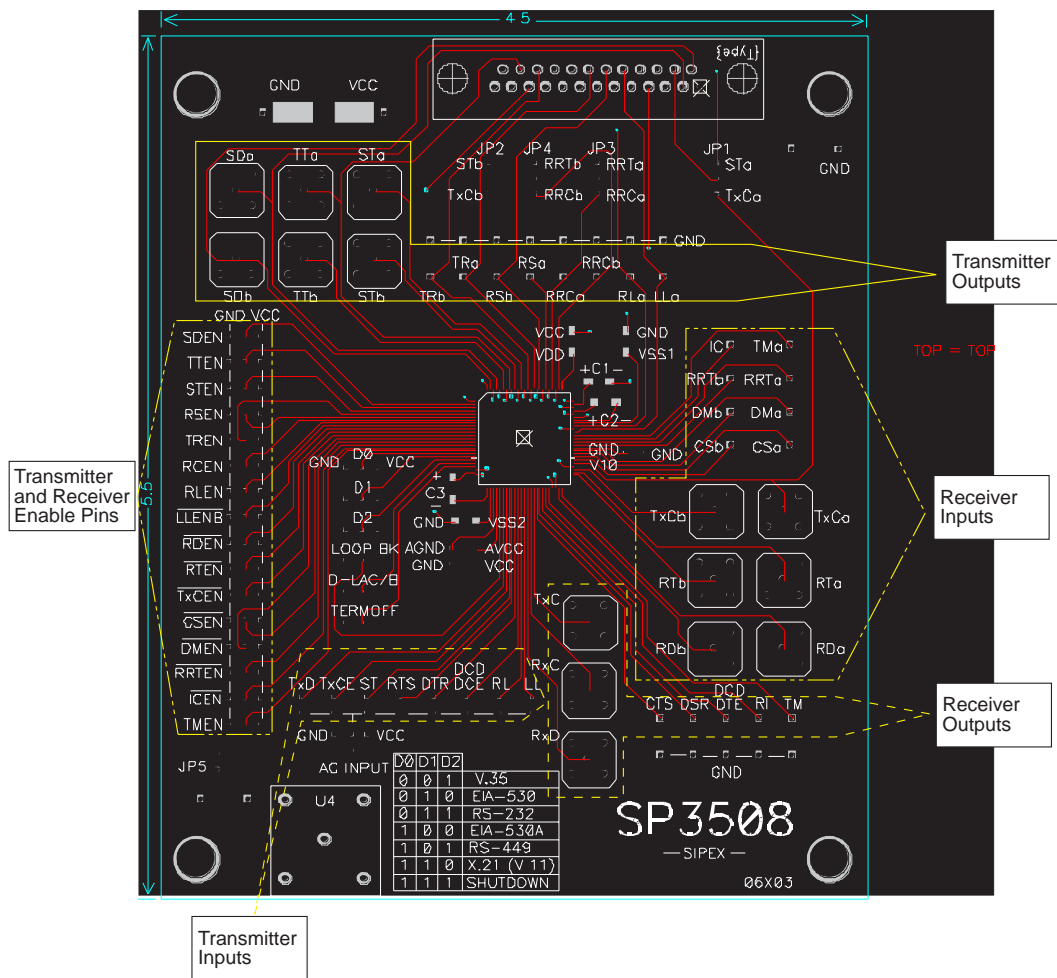 4.5
{Type}
GND VCC
JP2 JP4 JP3 JP1
SDa TTa STa
STb RRTb RRTa STa
GND
TxCb RRCb RRCa TxCa
GND
Transmitter
Outputs
TRa RSa RRCb
SDb TTb STb TRb RSb RRCa RLa LLa
GND VCC
VCC GND
VDD VSS1
+C1-
+C2-
IC TMa
RRTb RRTa
DMb DMa
CSb CSa
TOP = TOP
SDEN
TTEN
STEN
RSEN
TREN
RCEN
RLEN
LLENB
RDEN
RTEN
TxCEN
CSEN
DMEN
RRTEN
ICEN
TMEN
Transmitter
and Receiver
Enable Pins
5.5
D0
GND VCC
D1
D2
LOOP BK
D-LAC/B
TERMOFF
+
C3
GND VSS2
AGND AVCC
GND VCC
GND GND
V10
Receiver
Inputs
TxCb TxCa
RTb RTa
RDb RDa
TxC
RxC
RxD
DCD
TxD TxCE ST RTS DTR DCE RL LL
GND VCC
DCD
CTS DSR DTE RI TM
GND
Receiver
Outputs
JP5
AC INPUT
U4
D0 D1 D2
0 0 1 V.35
0 1 0 EIA-530
0 1 1 RS-232
1 0 0 EIA-530A
1 0 1 RS-449
1 1 0 X.21 (V 11)
1 1 1 SHUTDOWN
SP3508
SIPEX
06X03
Transmitter
Inputs